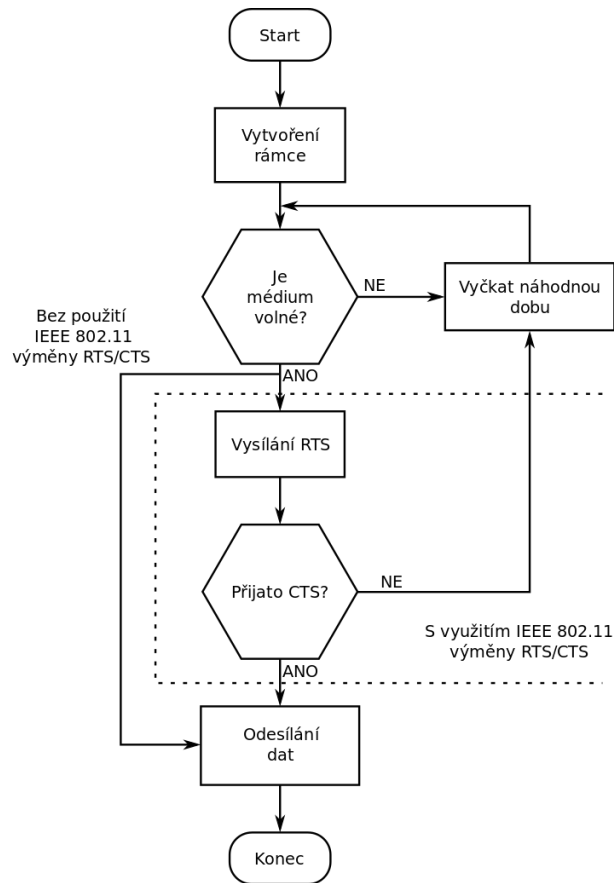 Start
Vytvoření
rámce
Je
médium
volné?
NE
Vyčkat náhodnou
dobu
Bez použití
IEEE 802.11
výměny RTS/CTS
ANO
Vysílání RTS
Přijato CTS?
NE
S využitím IEEE 802.11
výměny RTS/CTS
ANO
Odesílání
dat
Konec